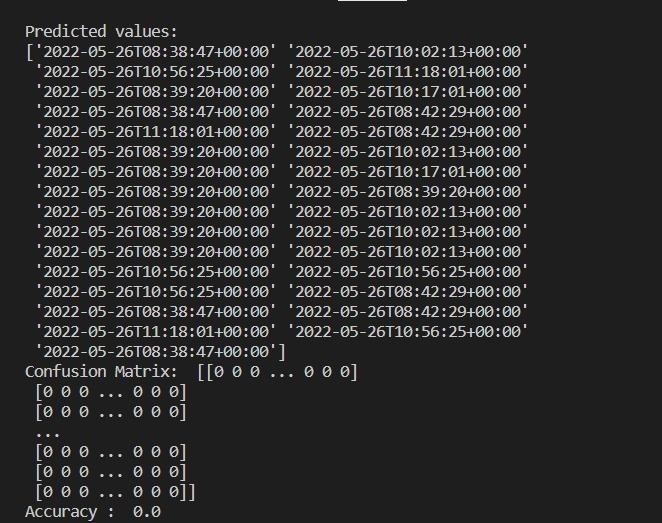 Predicted values:
['2022-05-26T08:38:47+00:00' '2022-05-26T10:02:13+00:00'
'2022-05-26T10:56:25+00:00' '2022-05-26T11:18:01+00:00'
'2022-05-26T08:39:20+00:00' '2022-05-26T10:17:01+00:00'
'2022-05-26T08:38:47+00:00' '2022-05-26T08:42:29+00:00'
'2022-05-26T11:18:01+00:00' '2022-05-26T08:42:29+00:00'
'2022-05-26T08:39:20+00:00' '2022-05-26T10:02:13+00:00'
'2022-05-26T08:39:20+00:00' '2022-05-26T10:17:01+00:00'
'2022-05-26T08:39:20+00:00' '2022-05-26T08:39:20+00:00'
'2022-05-26T08:39:20+00:00' '2022-05-26T10:02:13+00:00'
'2022-05-26T08:39:20+00:00' '2022-05-26T10:02:13+00:00'
'2022-05-26T08:39:20+00:00' '2022-05-26T10:02:13+00:00'
'2022-05-26T10:56:25+00:00' '2022-05-26T10:56:25+00:00'
'2022-05-26T10:56:25+00:00' '2022-05-26T08:42:29+00:00'
'2022-05-26T08:38:47+00:00' '2022-05-26T08:42:29+00:00'
'2022-05-26T11:18:01+00:00' '2022-05-26T10:56:25+00:00'
'2022-05-26T08:38:47+00:00']
Confusion Matrix:  [[0 0 0 ... 0 0 0]
[0 0 0 ... 0 0 0]
[0 0 0 ... 0 0 0]
...
[0 0 0 ... 0 0 0]
[0 0 0 ... 0 0 0]
[0 0 0 ... 0 0 0]]
Accuracy :  0.0